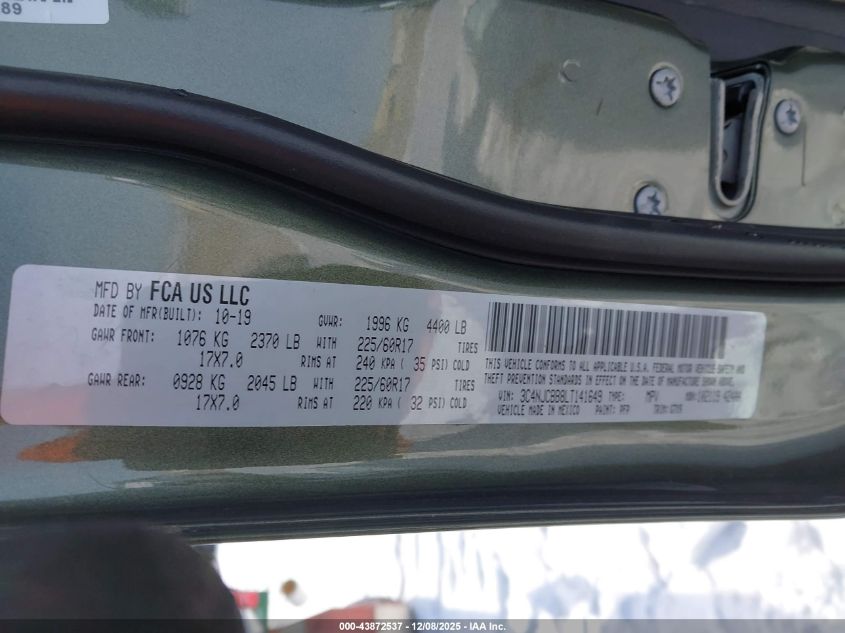 89
MFD BY FCA US LLC
DATE OF MFR(BUILT): 10-19 GVWR: 1996 KG 4400 LB
GAWR FRONT: 1076 KG 2370 LB WITH 225/60R17 TIRES
17X7.0 RIMS AT 240 KPA ( 35 PSI) COLD
GAWR REAR: 0928 KG 2045 LB WITH 225/60R17 TIRES
17X7.0 RIMS AT 220 KPA ( 32 PSI) COLD
THIS VEHICLE CONFORMS TO ALL APPLICABLE U.S.A. FEDERAL MOTOR VEHICLE SAFETY AND
THEFT PREVENTION STANDARDS IN EFFECT ON THE DATE OF MANUFACTURE SHOWN ABOVE.
VIN: 3C4NJCBB8LT141649 TYPE: MPV
VEHICLE MADE IN MEXICO PAINT: PFP TRIM:
000-43872537 - 12/08/2025 - IAA Inc.